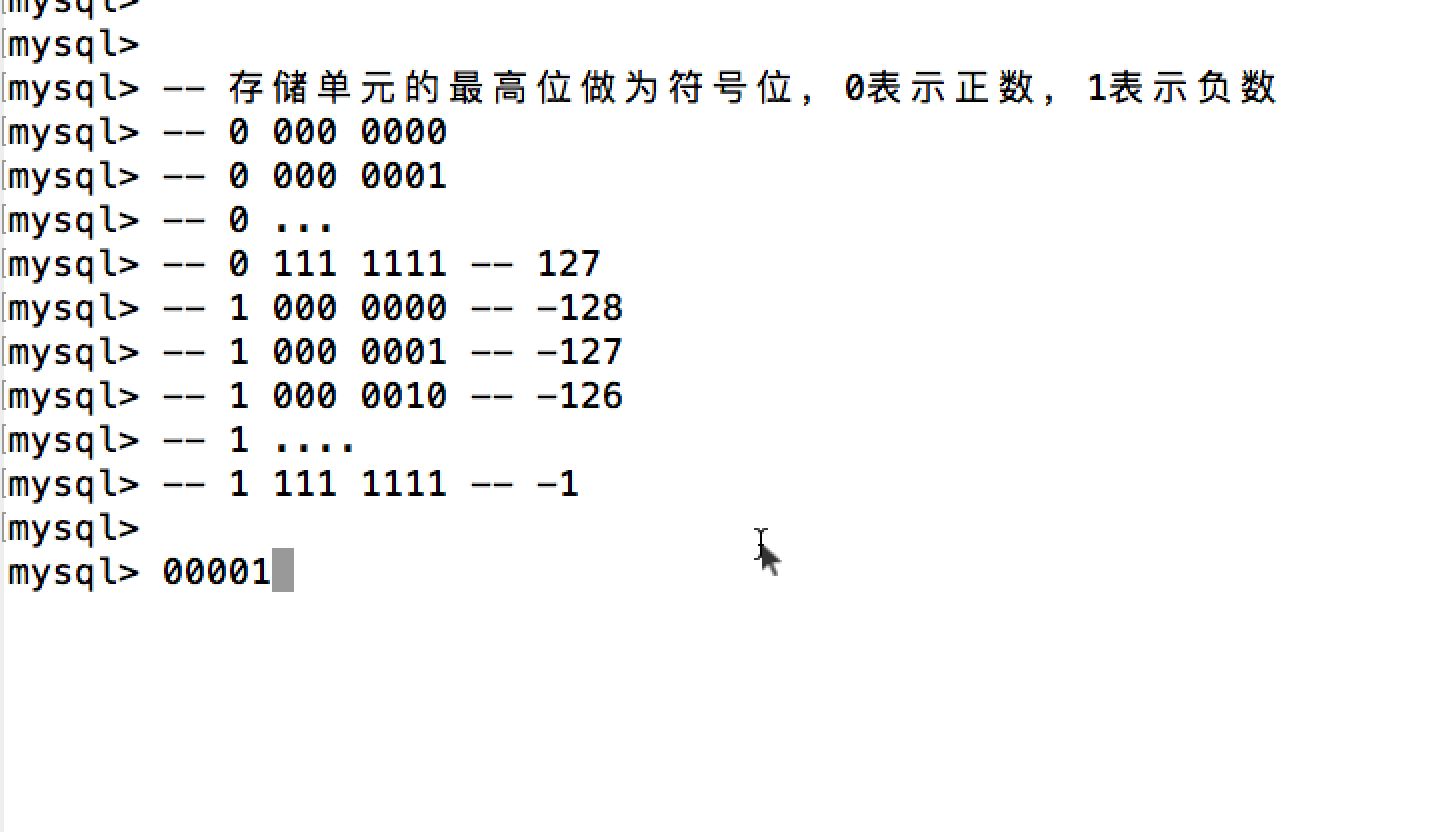 mysql>
mysql>
mysql> -- 存储单元的最高位做为符号位, 0表示正数, 1表示负数
mysql> -- 0 000 0000
mysql> -- 0 000 0001
mysql> -- 0 ...
mysql> -- 0 111 1111 -- 127
mysql> -- 1 000 0000 -- -128
mysql> -- 1 000 0001 -- -127
mysql> -- 1 000 0010 -- -126
mysql> -- 1 ....
mysql> -- 1 111 1111 -- -1
mysql>
mysql> 00001